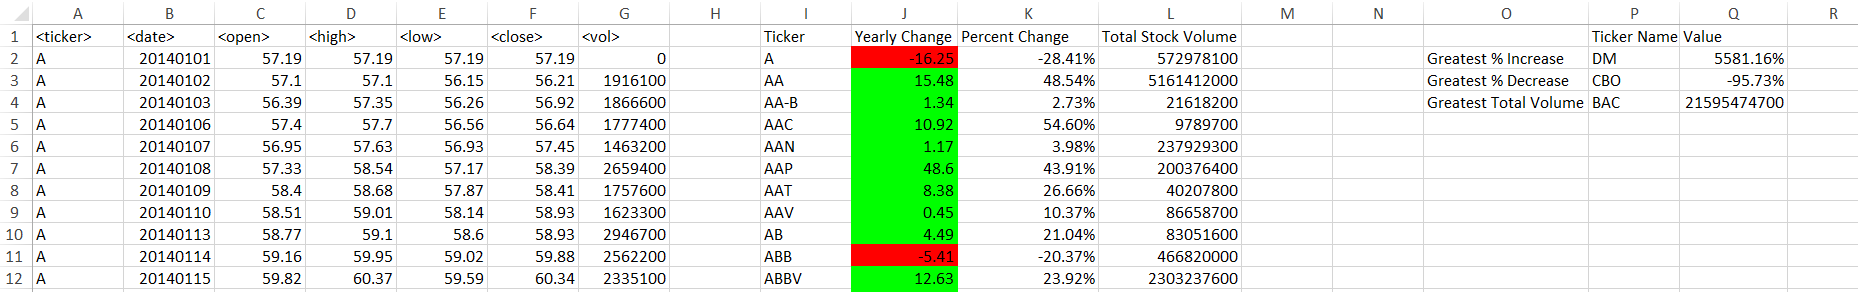 A B C D E F G H I J K L M N O P Q R
1 <ticker> <date> <open> <high> <low> <close> <vol> Ticker Yearly Change Percent Change Total Stock Volume Ticker Name Value
2 A 20140101 57.19 57.19 57.19 57.19 0 A -16.25 -28.41% 572978100 Greatest % Increase DM 5581.16%
3 A 20140102 57.1 57.1 56.15 56.21 1916100 AA 15.48 48.54% 5161412000 Greatest % Decrease CBO -95.73%
4 A 20140103 56.39 57.35 56.26 56.92 1866600 AA-B 1.34 2.73% 21618200 Greatest Total Volume BAC 21595474700
5 A 20140106 57.4 57.7 56.56 56.64 1777400 AAC 10.92 54.60% 9789700
6 A 20140107 56.95 57.63 56.93 57.45 1463200 AAN 1.17 3.98% 237929300
7 A 20140108 57.33 58.54 57.17 58.39 2659400 AAP 48.6 43.91% 200376400
8 A 20140109 58.4 58.68 57.87 58.41 1757600 AAT 8.38 26.66% 40207800
9 A 20140110 58.51 59.01 58.14 58.93 1623300 AAV 0.45 10.37% 86658700
10 A 20140113 58.77 59.1 58.6 58.93 2946700 AB 4.49 21.04% 83051600
11 A 20140114 59.16 59.95 59.02 59.88 2562200 ABB -5.41 -20.37% 466820000
12 A 20140115 59.82 60.37 59.59 60.34 2335100 ABBV 12.63 23.92% 2303237600